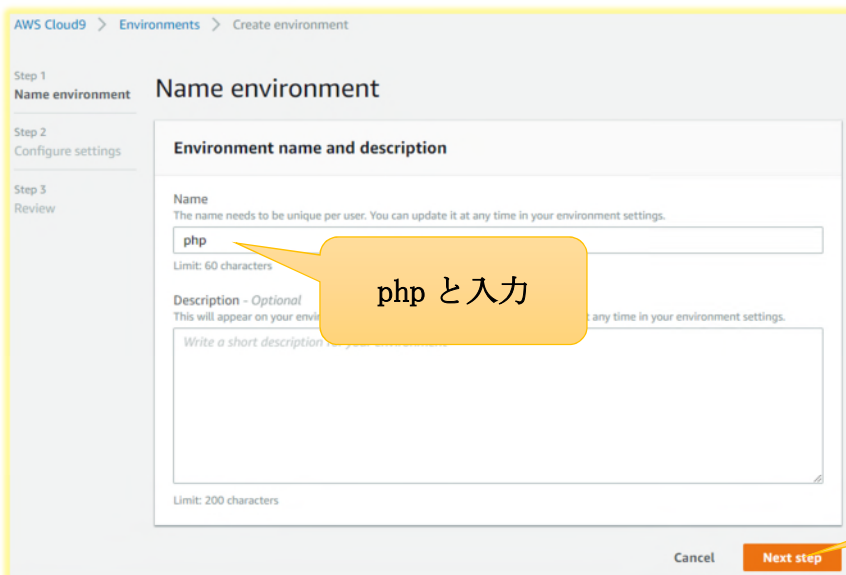 AWS Cloud9 > Environments > Create environment
Step 1
Name environment
Step 2
Configure settings
Step 3
Review
Name environment
Environment name and description
Name
The name needs to be unique per user. You can update it at any time in your environment settings.
php
Limit: 60 characters
php と入力
Description - Optional
This will appear on your any time in your environment settings.
Write a short description
Limit: 200 characters
Cancel
Next step